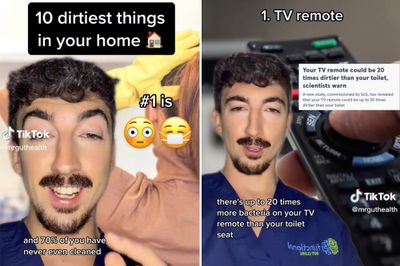 10 dirtiest things
in your home 🏠
#1 is
😳😷
TikTok
@mrguthealth
and 70% of you have
never even cleaned
1. TV remote
Your TV remote could be 20
times dirtier than your toilet,
scientists warn
A new study, commissioned by ScS, has revealed
that your TV remote could be up to 20 times
dirtier than your toilet
there's up to 20 times
more bacteria on your TV
remote than your toilet
seat
TikTok
@mrguthealth